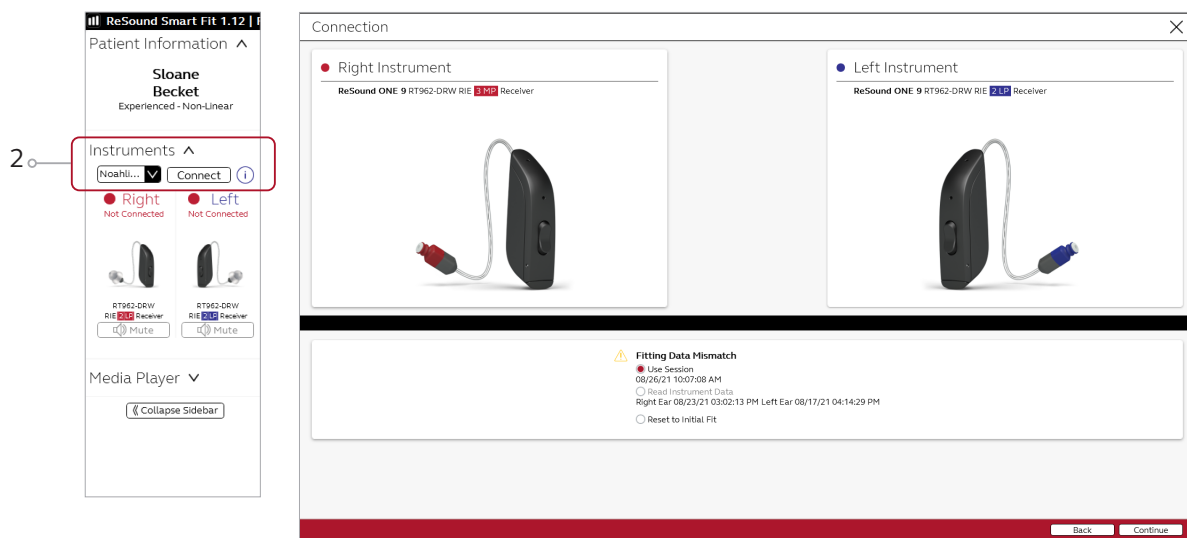 ReSound Smart Fit 1.12 |
Patient Information
Sloane
Becket
Experienced - Non-Linear
2
Instruments
Noahli... Connect i
Right Left
Not Connected Not Connected
RT962-DRW RT962-DRW
RIE 2 LP Receiver RIE 2 LP Receiver
Mute Mute
Media Player
Collapse Sidebar
Connection
Right Instrument
ReSound ONE 9 RT962-DRW RIE 3 MP Receiver
Left Instrument
ReSound ONE 9 RT962-DRW RIE 2 LP Receiver
Fitting Data Mismatch
Use Session
08/26/21 10:07:08 AM
Read Instrument Data
Right Ear 08/23/21 03:02:13 PM Left Ear 08/17/21 04:14:29 PM
Reset to Initial Fit
Back Continue